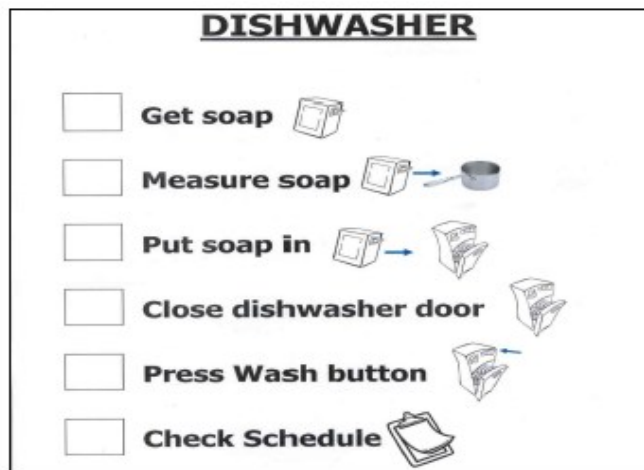 DISHWASHER
Get soap
Measure soap
Put soap in
Close dishwasher door
Press Wash button
Check Schedule